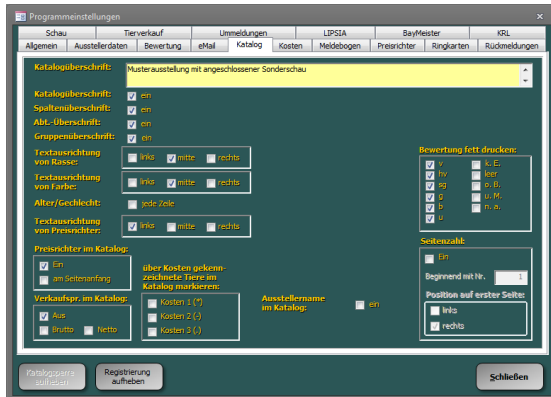 Programmeinstellungen
Schau Tierverkauf Ummeldungen LIPSIA BayMeister KRL
Allgemein Ausstellerdaten Bewertung eMail Katalog Kosten Meldebogen Preisrichter Ringkarten Rückmeldungen
Katalogüberschrift: Musterausstellung mit angeschlossener Sonderschau
Katalogüberschrift: ein
Spaltenüberschrift: ein
Abt.-Überschrift: ein
Gruppenüberschrift: ein
Textausrichtung
von Rasse: links mitte rechts
Textausrichtung
von Farbe: links mitte rechts
Alter/Geschlecht: jede Zeile
Textausrichtung
von Preisrichter: links mitte rechts
Bewertung fett drucken:
v k. E.
hv leer
sg o. B.
g u. M.
b n. a.
u
Preisrichter im Katalog:
Ein
am Seitenanfang
Verkaufspr. im Katalog:
Aus
Brutto Netto
über Kosten gekenn-
zeichnete Tiere im
Katalog markieren:
Kosten 1 (*)
Kosten 2 (-)
Kosten 3 (.)
Ausstellername
im Katalog: ein
Seitenzahl:
Ein
Beginnend mit Nr. 1
Position auf erster Seite:
links
rechts
Katalogsperre
aufheben
Registrierung
aufheben
Schließen